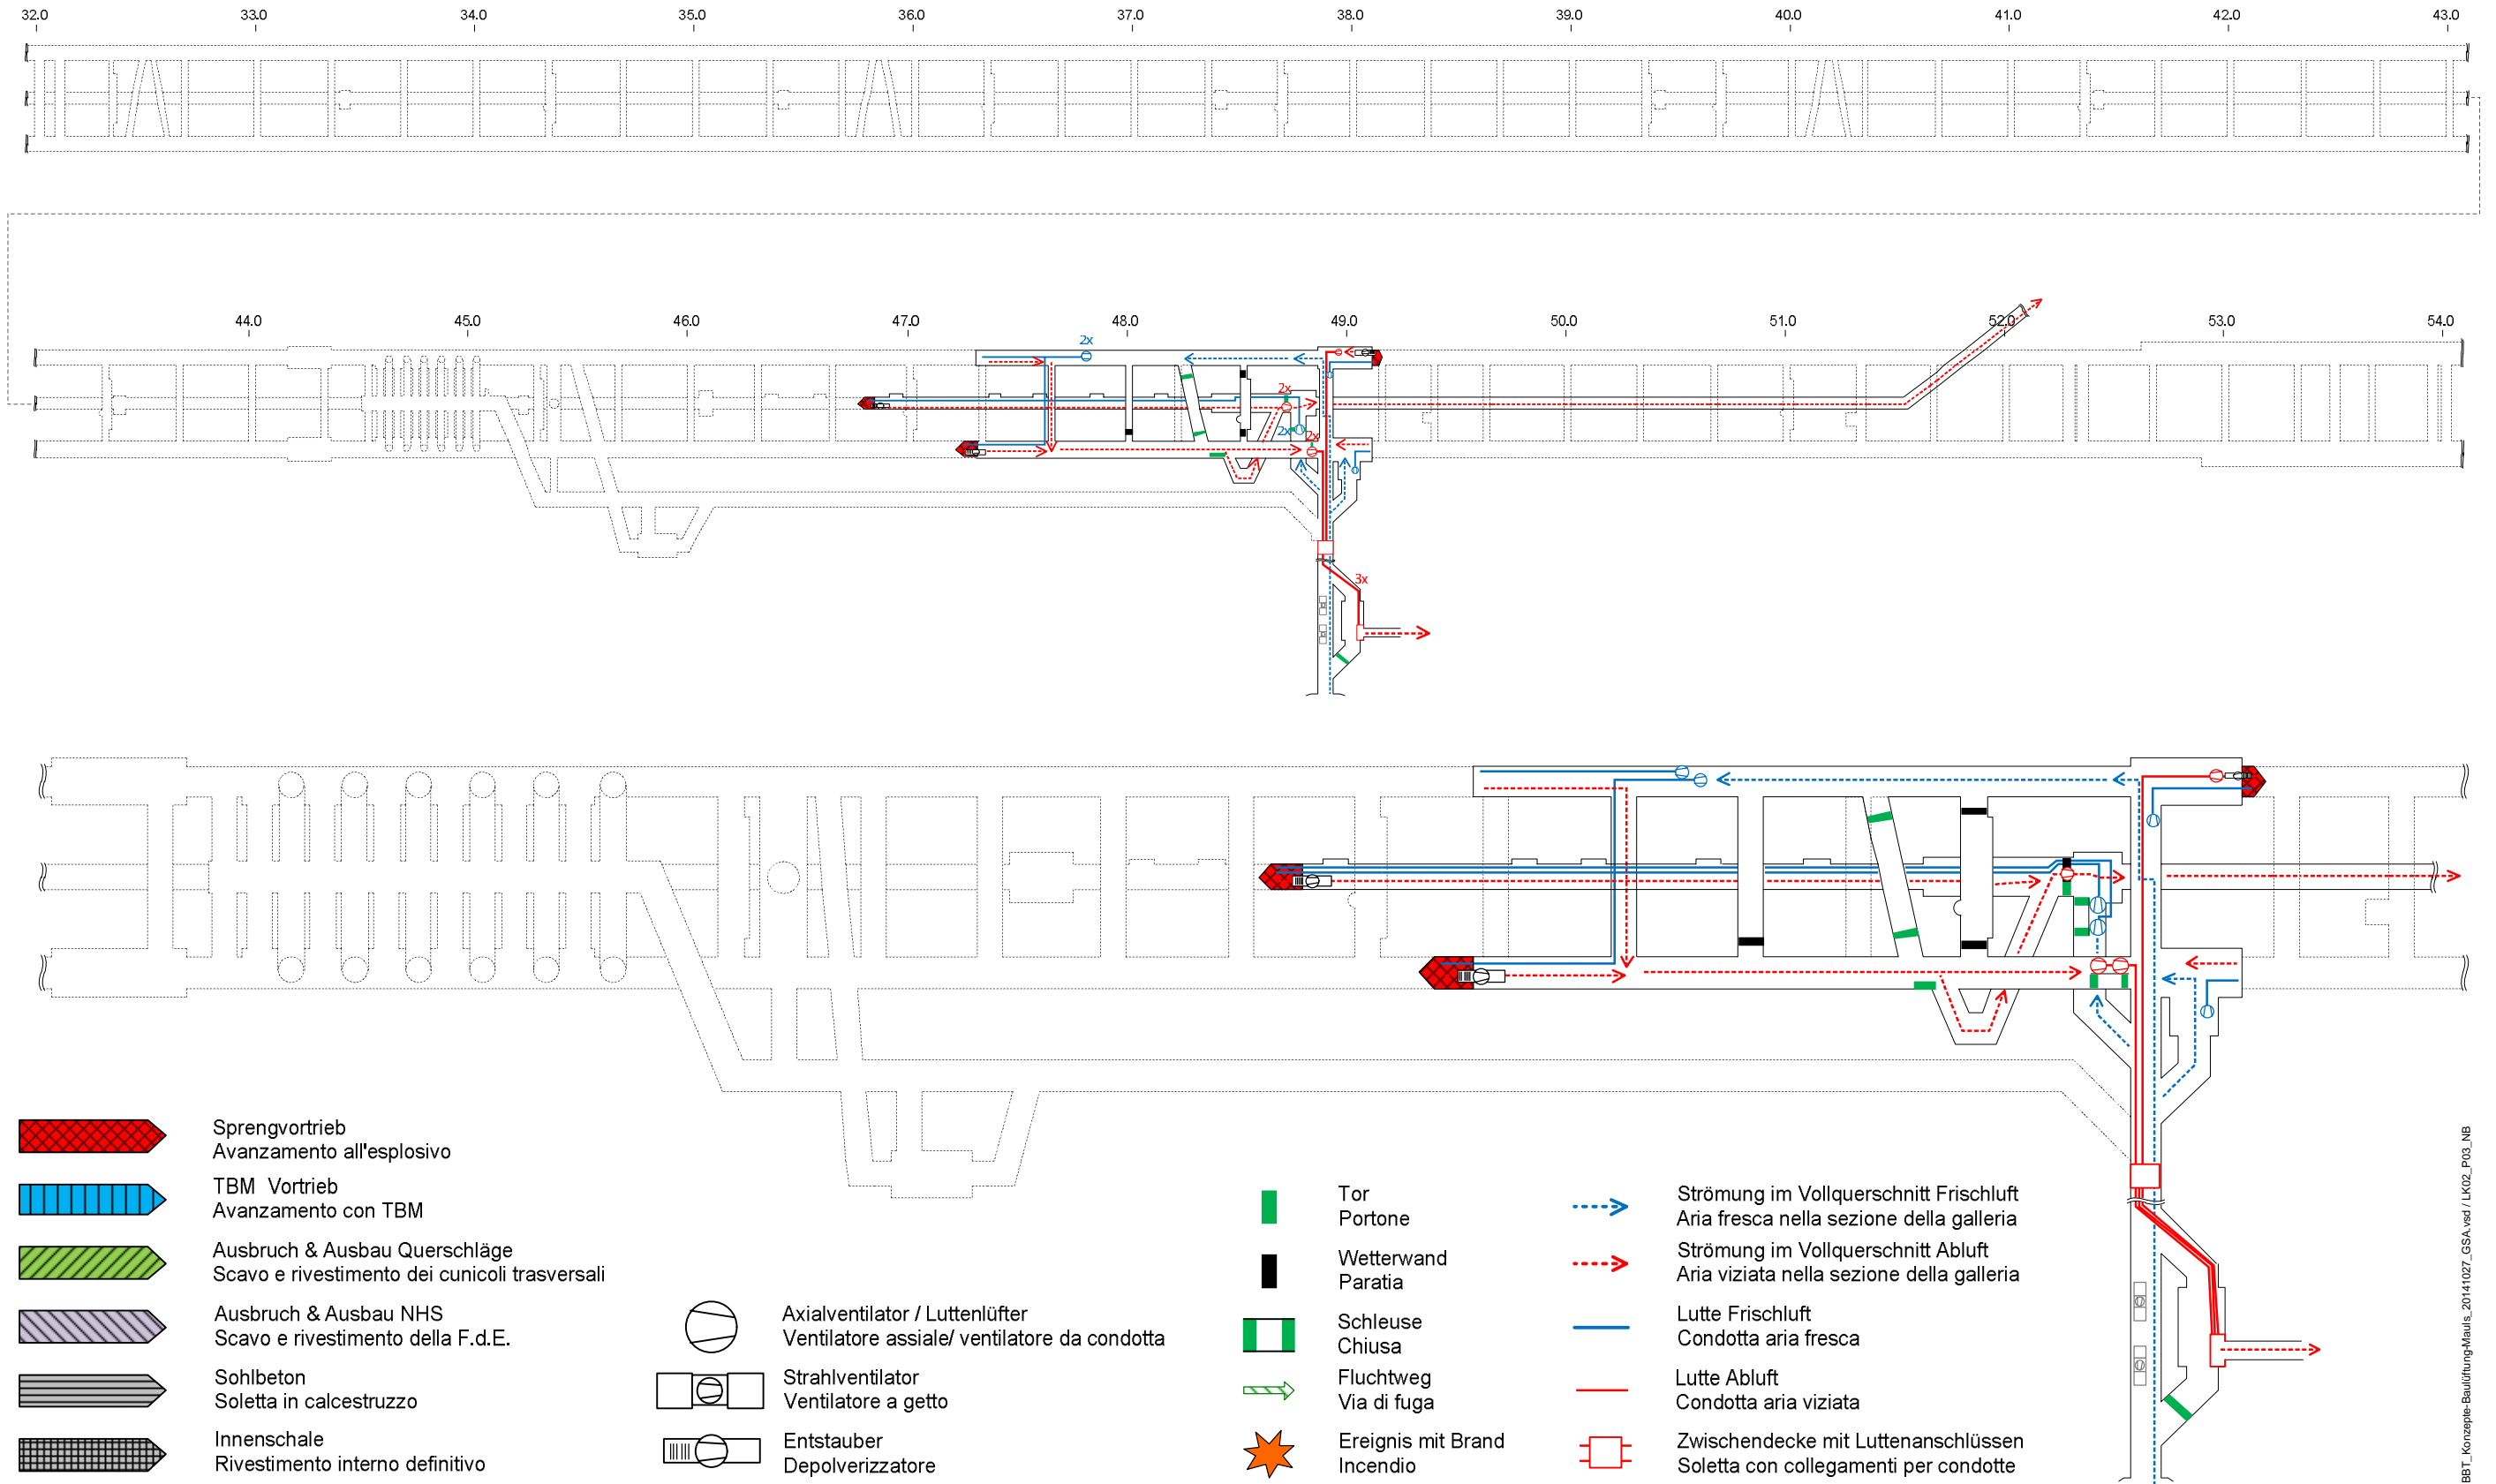 32.0 33.0 34.0 35.0 36.0 37.0 38.0 39.0 40.0 41.0 42.0 43.0
44.0 45.0 46.0 47.0 48.0 49.0 50.0 51.0 52.0 53.0 54.0
2x
2x
2x
2x
3x
Sprengvortrieb
Avanzamento all'esplosivo
TBM Vortrieb
Avanzamento con TBM
Ausbruch & Ausbau Querschläge
Scavo e rivestimento dei cunicoli trasversali
Ausbruch & Ausbau NHS
Scavo e rivestimento della F.d.E.
Sohlbeton
Soletta in calcestruzzo
Innenschale
Rivestimento interno definitivo
Axialventilator / Luttenlüfter
Ventilatore assiale/ ventilatore da condotta
Strahlventilator
Ventilatore a getto
Entstauber
Depolverizzatore
Tor
Portone
Wetterwand
Paratia
Schleuse
Chiusa
Fluchtweg
Via di fuga
Ereignis mit Brand
Incendio
Strömung im Vollquerschnitt Frischluft
Aria fresca nella sezione della galleria
Strömung im Vollquerschnitt Abluft
Aria viziata nella sezione della galleria
Lutte Frischluft
Condotta aria fresca
Lutte Abluft
Condotta aria viziata
Zwischendecke mit Luttenanschlüssen
Soletta con collegamenti per condotte
BBT_Konzepte-Baulüftung-Mauls_20141027_GSA.vsd / LK02_P03_NB